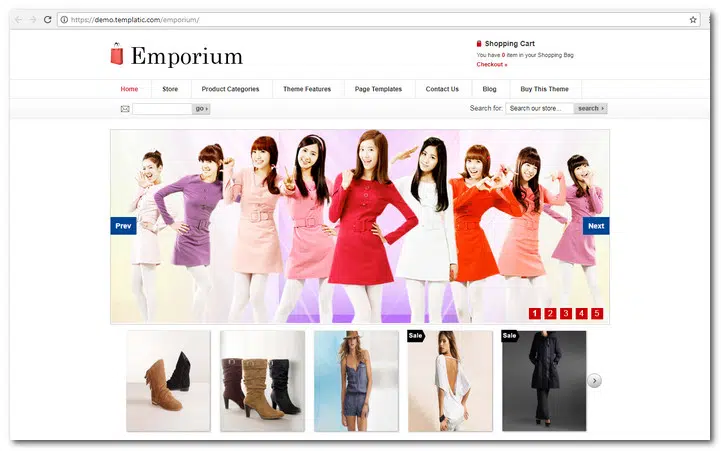 https://demo.templatic.com/emporium/
Emporium
Shopping Cart
You have 0 item in your Shopping Bag
Checkout »
Home Store Product Categories Theme Features Page Templates Contact Us Blog Buy This Theme
go ›
Search for: Search our store... search ›
Prev
Next
1 2 3 4 5
Sale
Sale